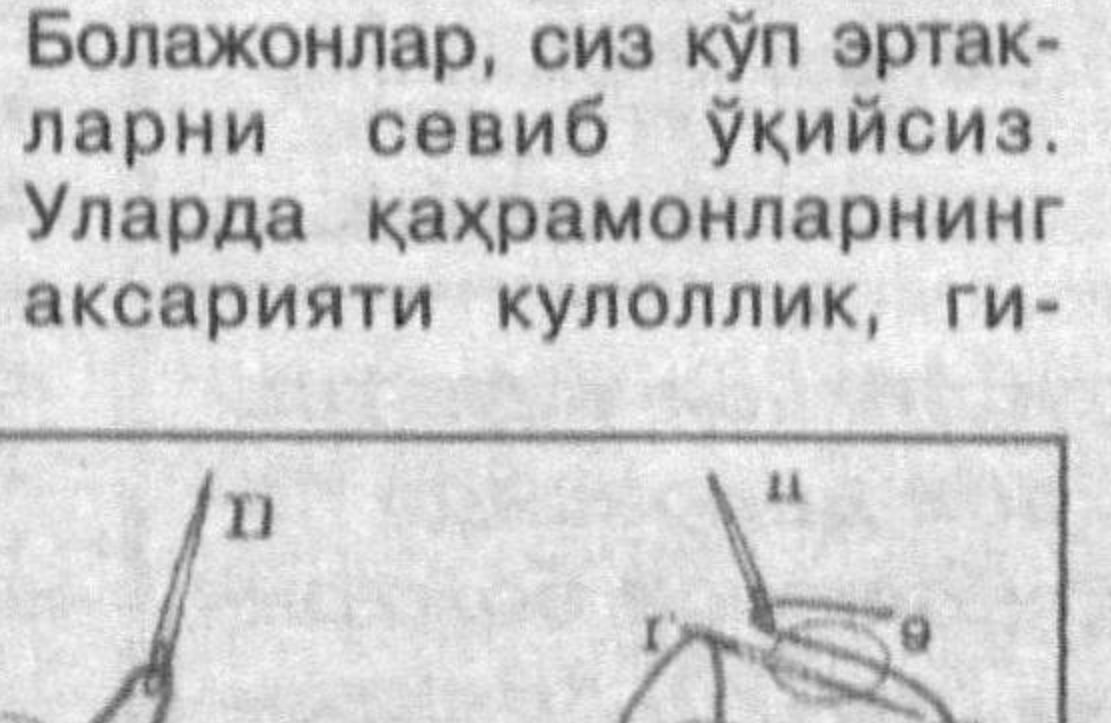 Болажонлар, сиз кўп эртак-
ларни севиб ўқийсиз.
Уларда қаҳрамонларнинг
аксарияти кулоллик, ги-